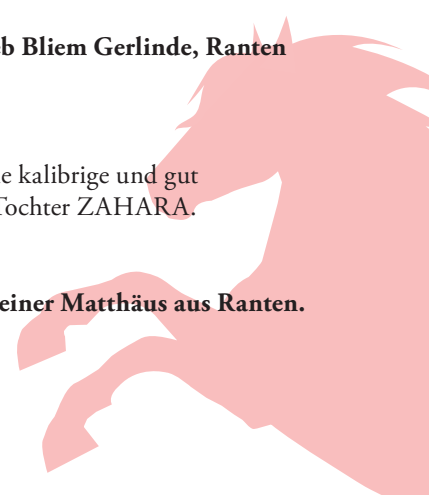 b Bliem Gerlinde, Ranten
e kalibrige und gut
Tochter ZAHARA.
einer Matthäus aus Ranten.